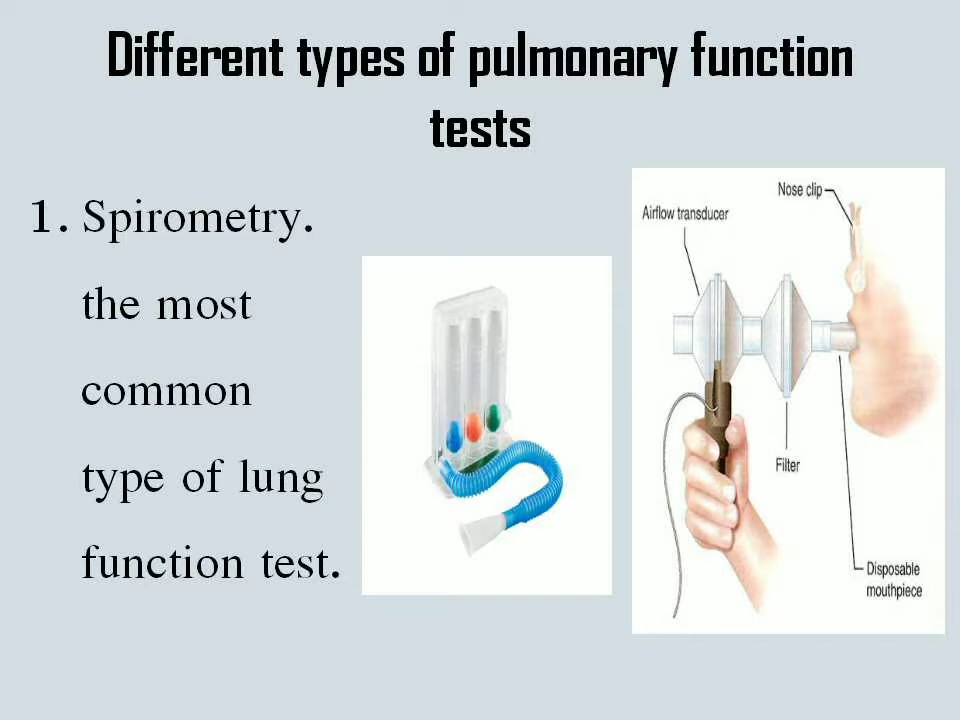 Different types of pulmonary function
tests
1. Spirometry.
the most
common
type of lung
function test.
Nose clip
Airflow transducer
Filter
Disposable
mouthpiece